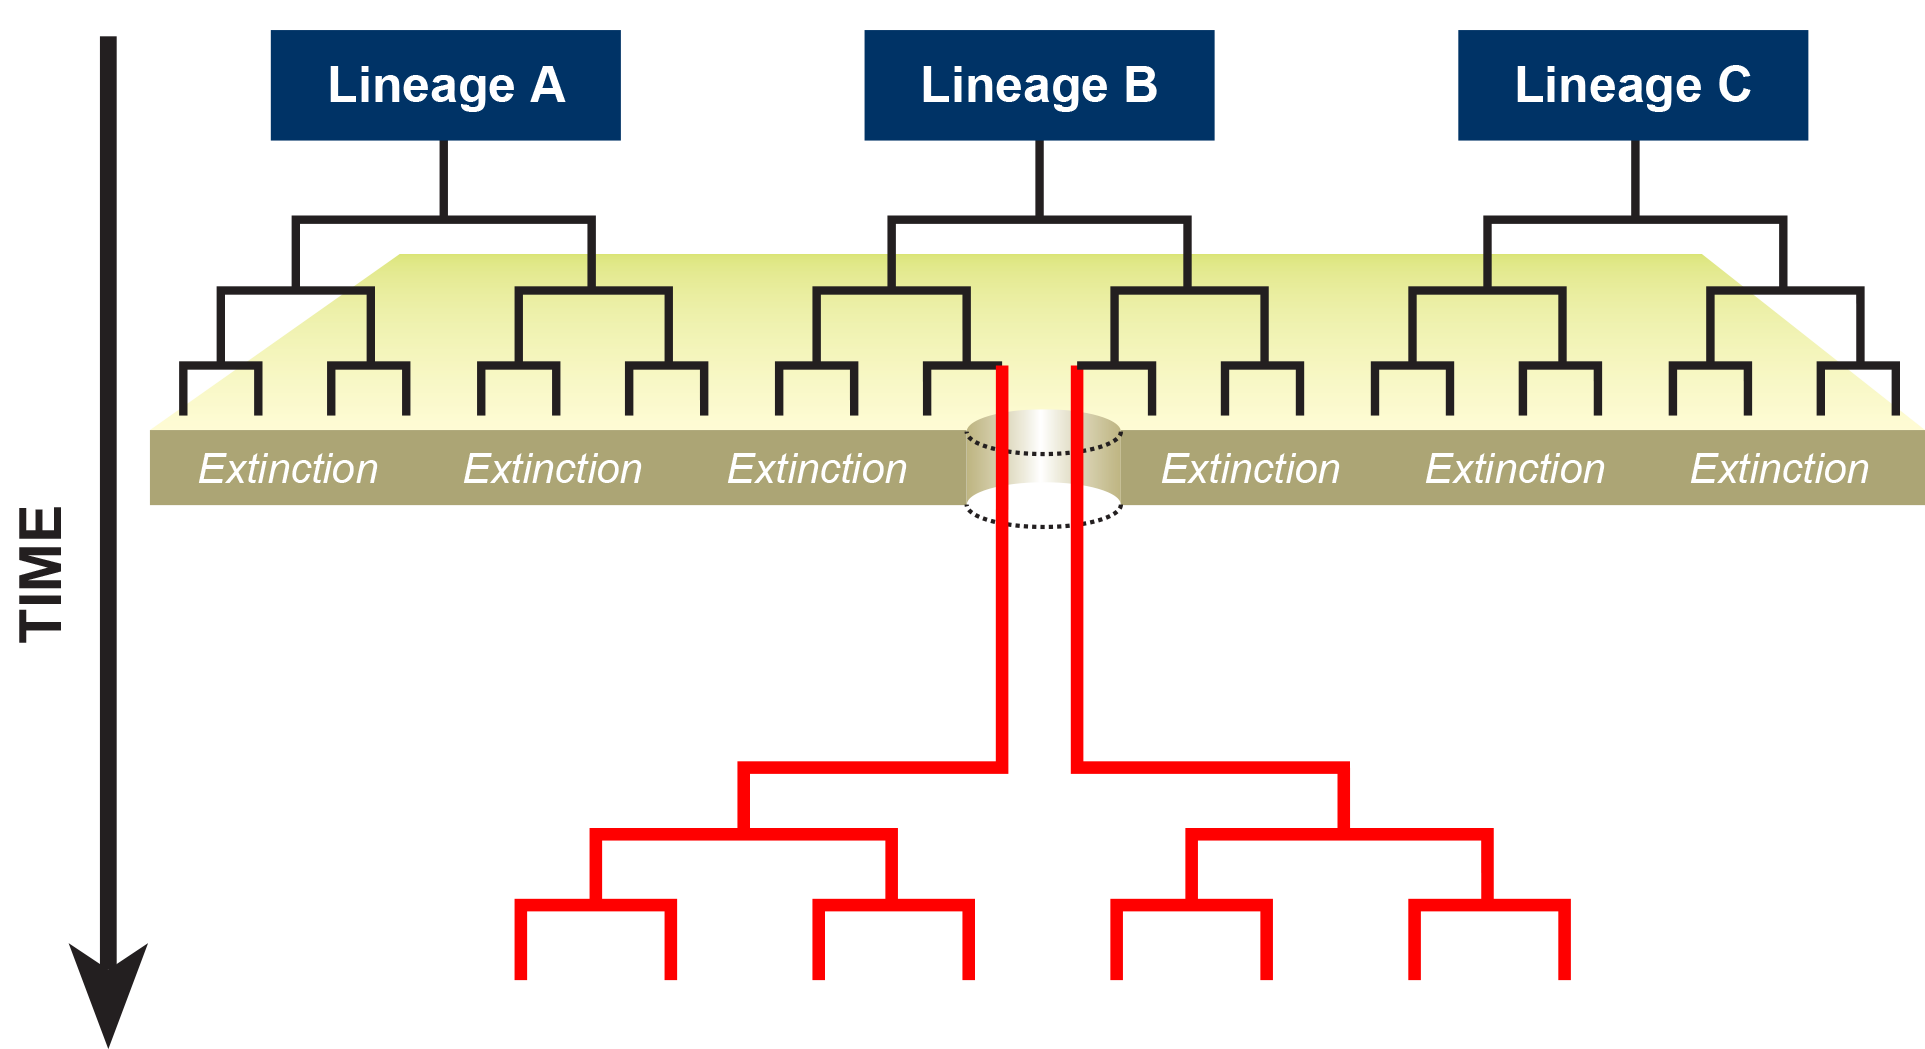 Lineage A
Lineage B
Lineage C
Extinction
Extinction
Extinction
Extinction
Extinction
Extinction
TIME